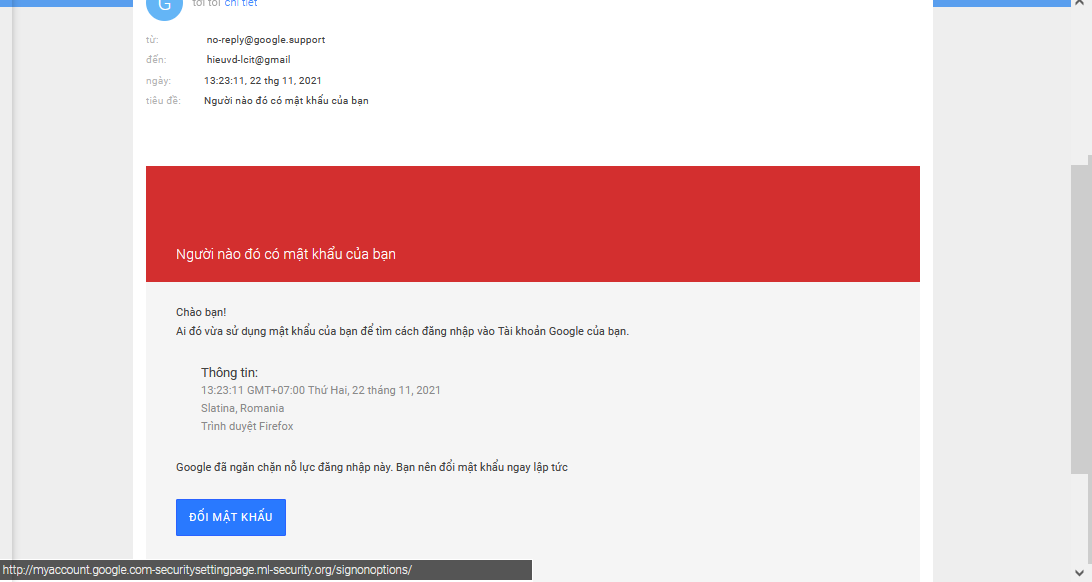 G tới tôi chi tiết
từ: no-reply@google.support
đến: hieuvd-lcit@gmail
ngày: 13:23:11, 22 thg 11, 2021
tiêu đề: Người nào đó có mật khẩu của bạn
Người nào đó có mật khẩu của bạn
Chào bạn!
Ai đó vừa sử dụng mật khẩu của bạn để tìm cách đăng nhập vào Tài khoản Google của bạn.
Thông tin:
13:23:11 GMT+07:00 Thứ Hai, 22 tháng 11, 2021
Slatina, Romania
Trình duyệt Firefox
Google đã ngăn chặn nỗ lực đăng nhập này. Bạn nên đổi mật khẩu ngay lập tức
ĐỔI MẬT KHẨU
http://myaccount.google.com-securitysettingpage.ml-security.org/signonoptions/